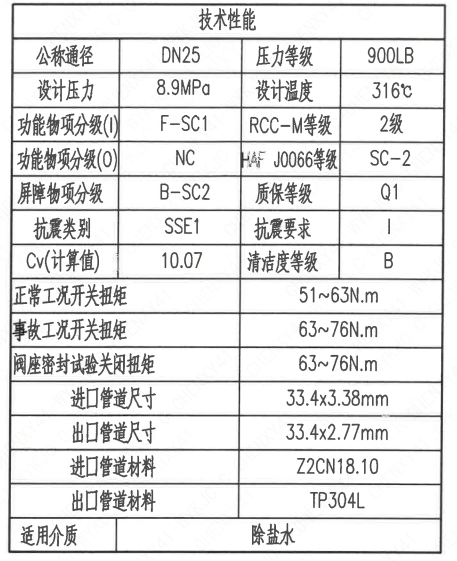 技术性能
公称通径 DN25 压力等级 900LB
设计压力 8.9MPa 设计温度 316℃
功能物项分级(I) F-SC1 RCC-M等级 2级
功能物项分级(O) NC HAF J0066等级 SC-2
屏障物项分级 B-SC2 质保等级 Q1
抗震类别 SSE1 抗震要求 I
Cv(计算值) 10.07 清洁度等级 B
正常工况开关扭矩 51~63N.m
事故工况开关扭矩 63~76N.m
阀座密封试验关闭扭矩 63~76N.m
进口管道尺寸 33.4x3.38mm
出口管道尺寸 33.4x2.77mm
进口管道材料 Z2CN18.10
出口管道材料 TP304L
适用介质 除盐水